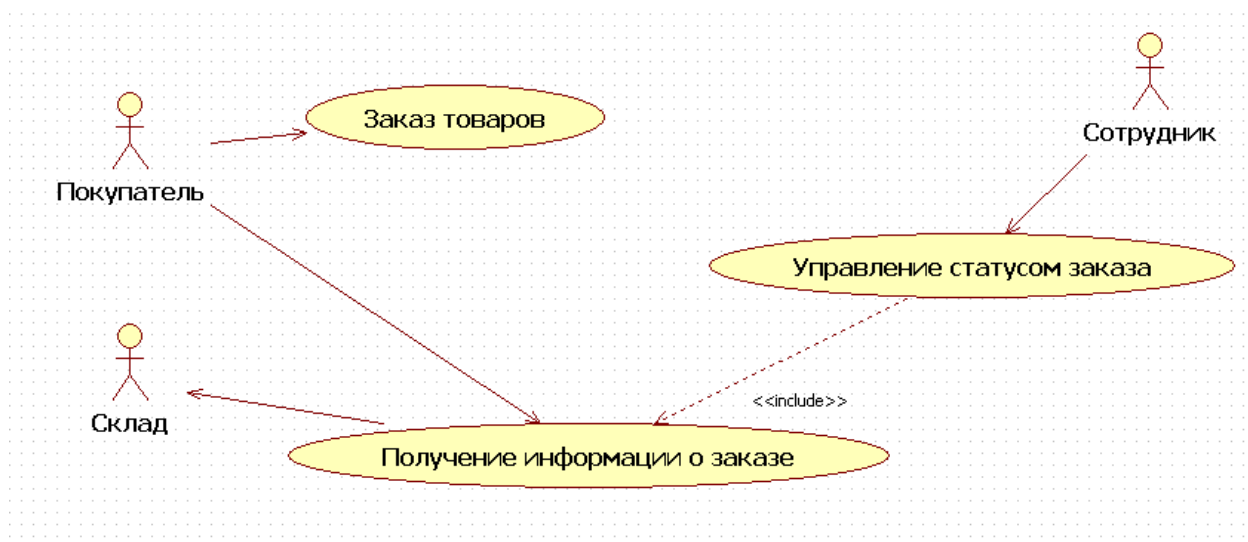 Сотрудник
Заказ товаров
Покупатель
Управление статусом заказа
Склад
<<include>>
Получение информации о заказе